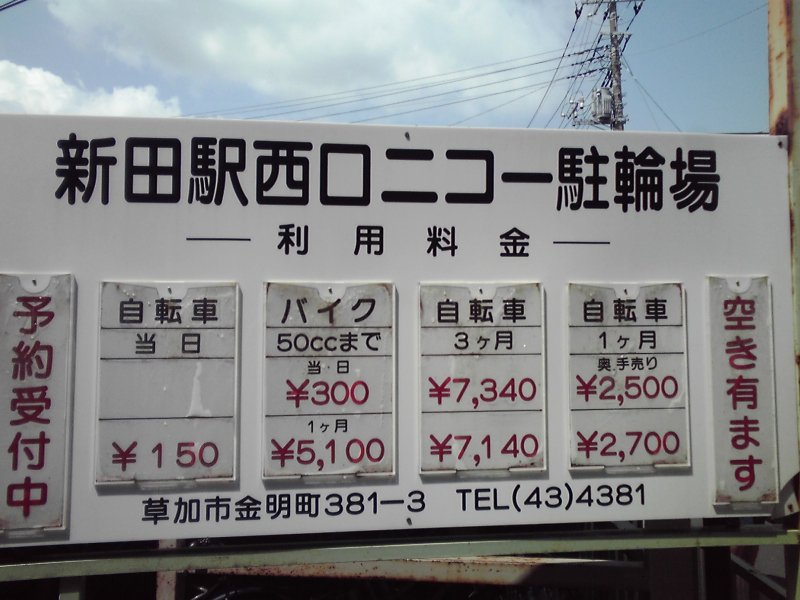 新田駅西口ニコー駐輪場
利用料金
予約受付中
自転車
当日
¥150
バイク
50ccまで
当・日
¥300
1ヶ月
¥5,100
自転車
3ヶ月
¥7,340
¥7,140
自転車
1ヶ月
奥、手売り
¥2,500
¥2,700
空き有ます
草加市金明町381-3 TEL(43)4381